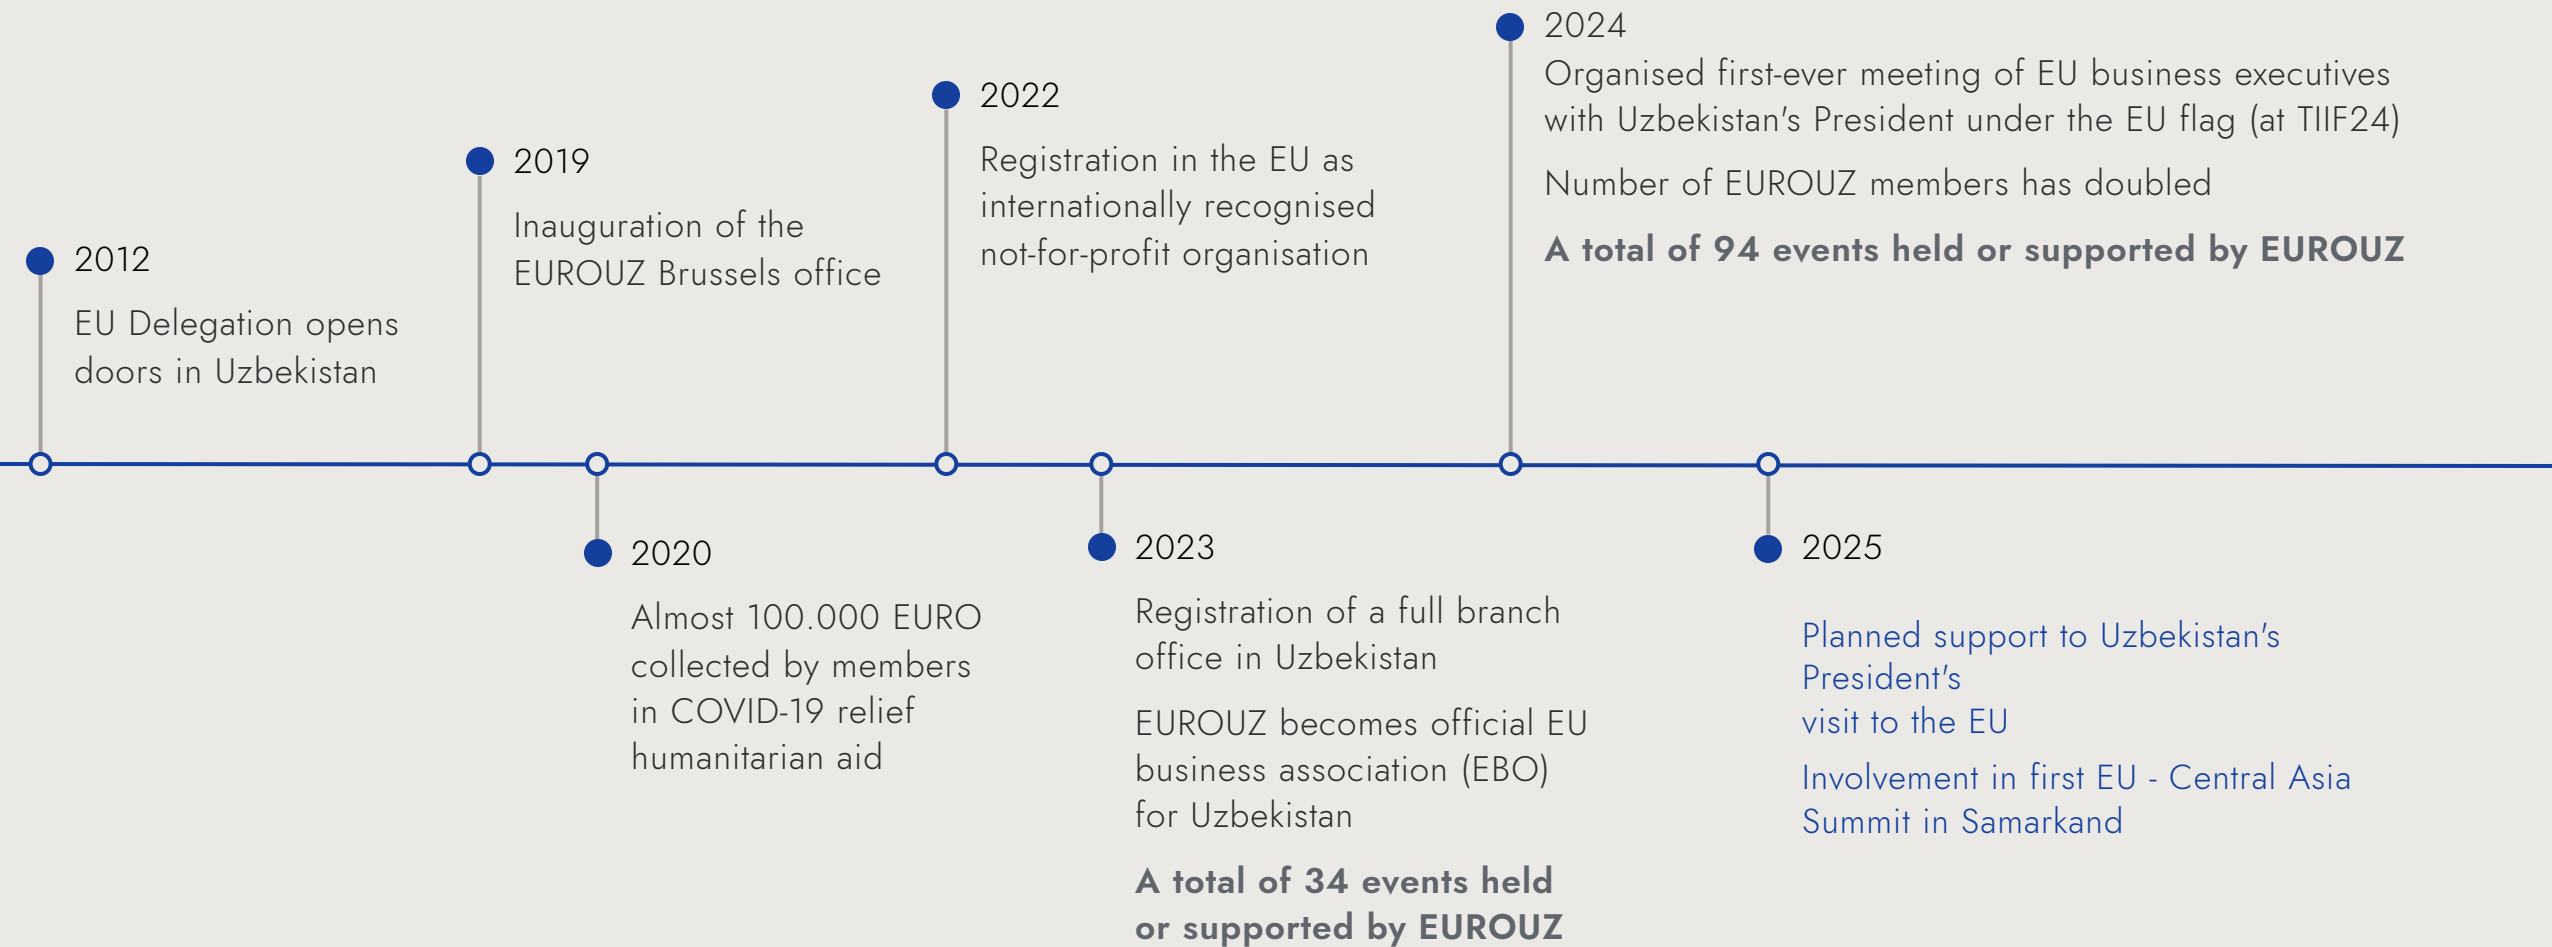 2012
EU Delegation opens
doors in Uzbekistan
2019
Inauguration of the
EUROUZ Brussels office
2020
Almost 100.000 EURO
collected by members
in COVID-19 relief
humanitarian aid
2022
Registration in the EU as
internationally recognised
not-for-profit organisation
2023
Registration of a full branch
office in Uzbekistan
EUROUZ becomes official EU
business association (EBO)
for Uzbekistan
A total of 34 events held
or supported by EUROUZ
2024
Organised first-ever meeting of EU business executives
with Uzbekistan's President under the EU flag (at TIIF24)
Number of EUROUZ members has doubled
A total of 94 events held or supported by EUROUZ
2025
Planned support to Uzbekistan's
President's
visit to the EU
Involvement in first EU - Central Asia
Summit in Samarkand